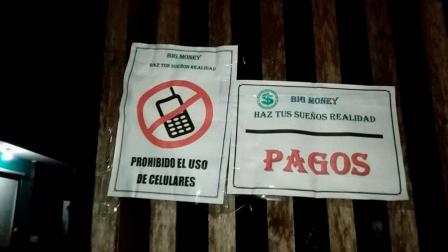 BIG MONEY
HAZ TUS SUEÑOS REALIDAD
PROHIBIDO EL USO
DE CELULARES
$
BIG MONEY
HAZ TUS SUEÑOS REALIDAD
PAGOS